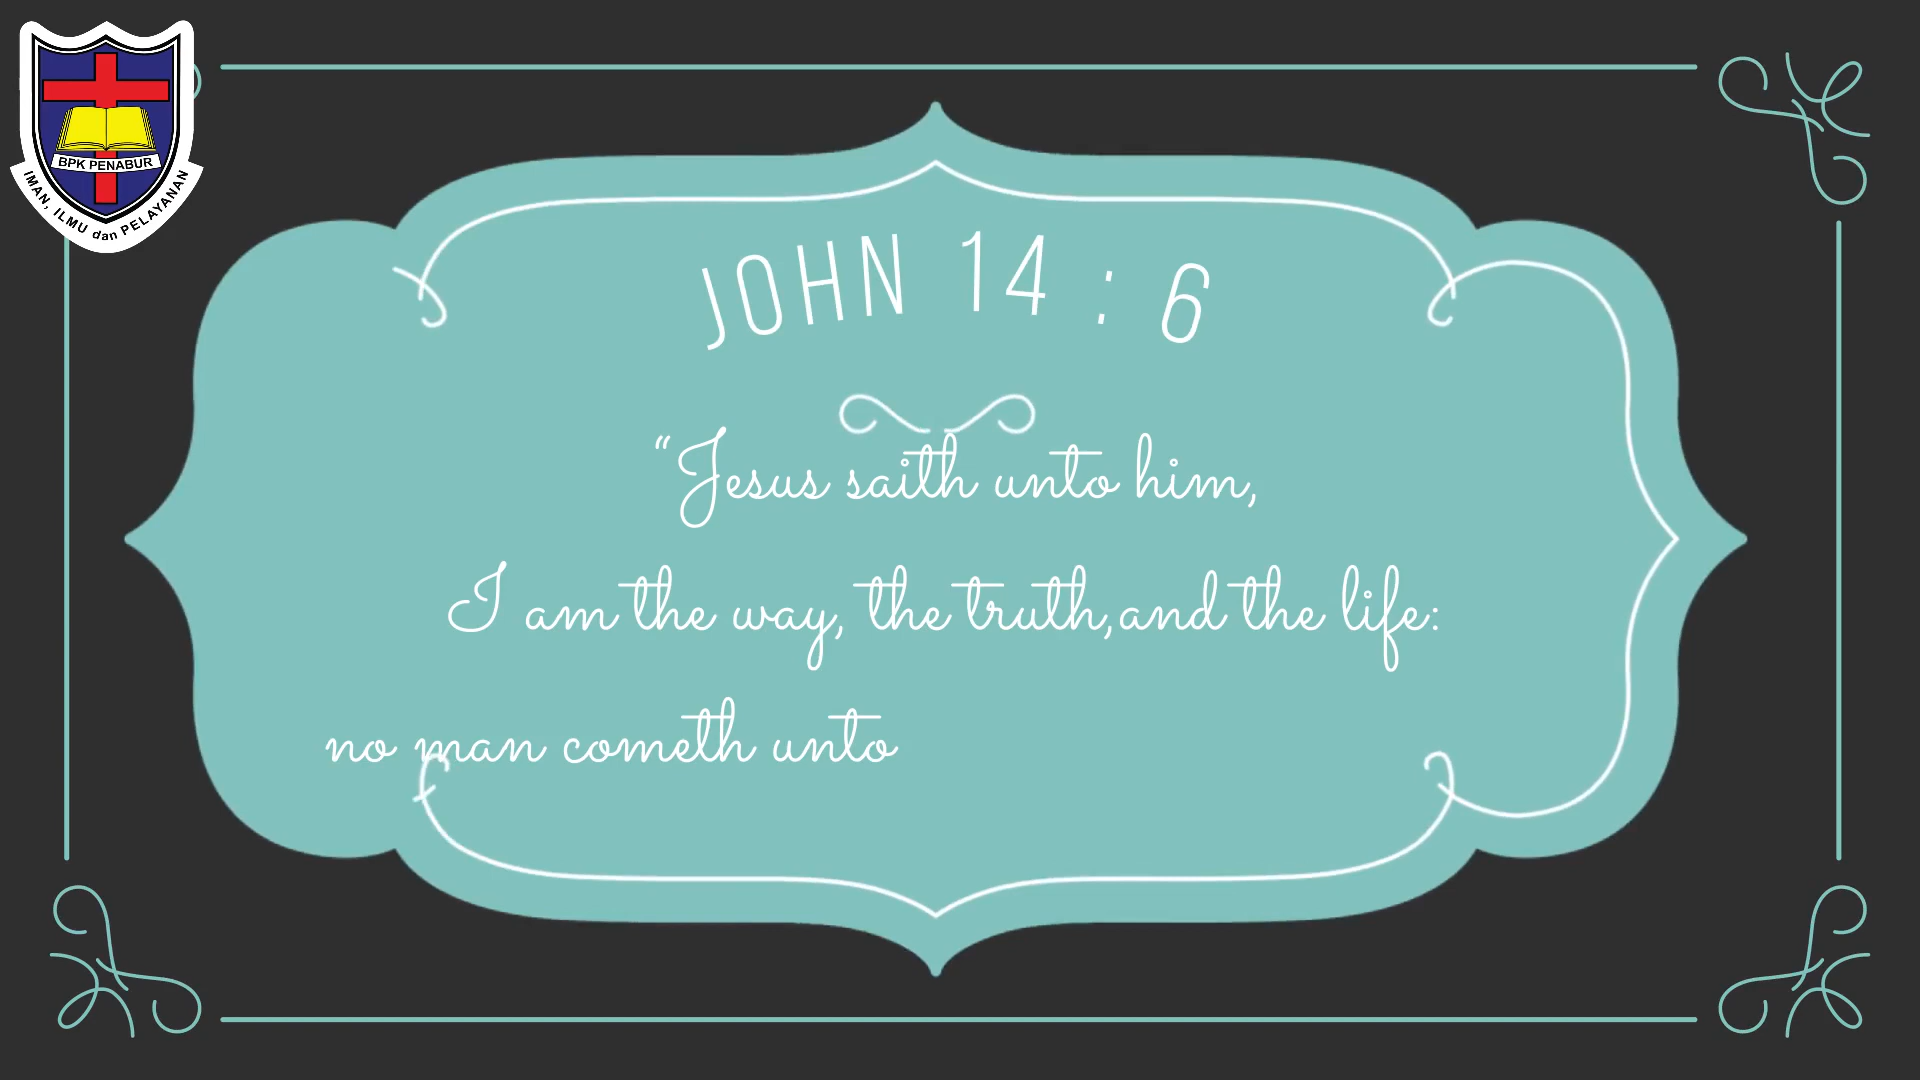 BPK PENABUR
IMAN, ILMU dan PELAYANAN
JOHN 14 : 6
“Jesus saith unto him,
I am the way, the truth,and the life:
no man cometh unto